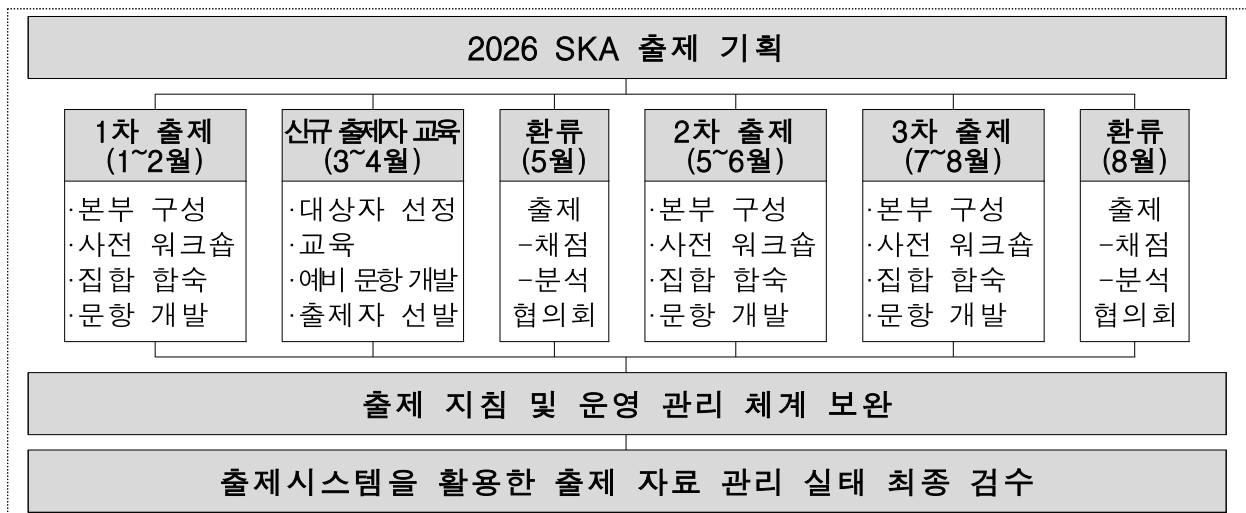 2026 SKA 출제 기획
1차 출제
(1~2월)
·본부 구성
·사전 워크숍
·집합 합숙
·문항 개발
신규 출제자 교육
(3~4월)
·대상자 선정
·교육
·예비 문항 개발
·출제자 선발
환류
(5월)
출제
-채점
-분석
협의회
2차 출제
(5~6월)
·본부 구성
·사전 워크숍
·집합 합숙
·문항 개발
3차 출제
(7~8월)
·본부 구성
·사전 워크숍
·집합 합숙
·문항 개발
환류
(8월)
출제
-채점
-분석
협의회
출제 지침 및 운영 관리 체계 보완
출제시스템을 활용한 출제 자료 관리 실태 최종 검수